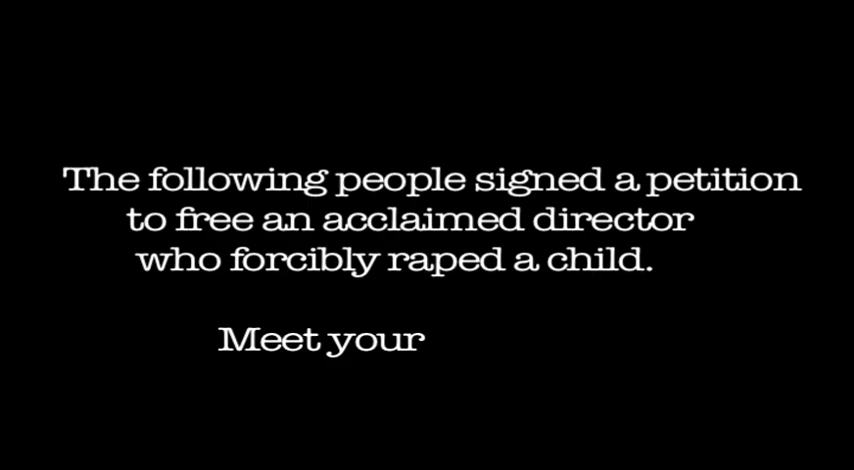 The following people signed a petition
to free an acclaimed director
who forcibly raped a child.
Meet your